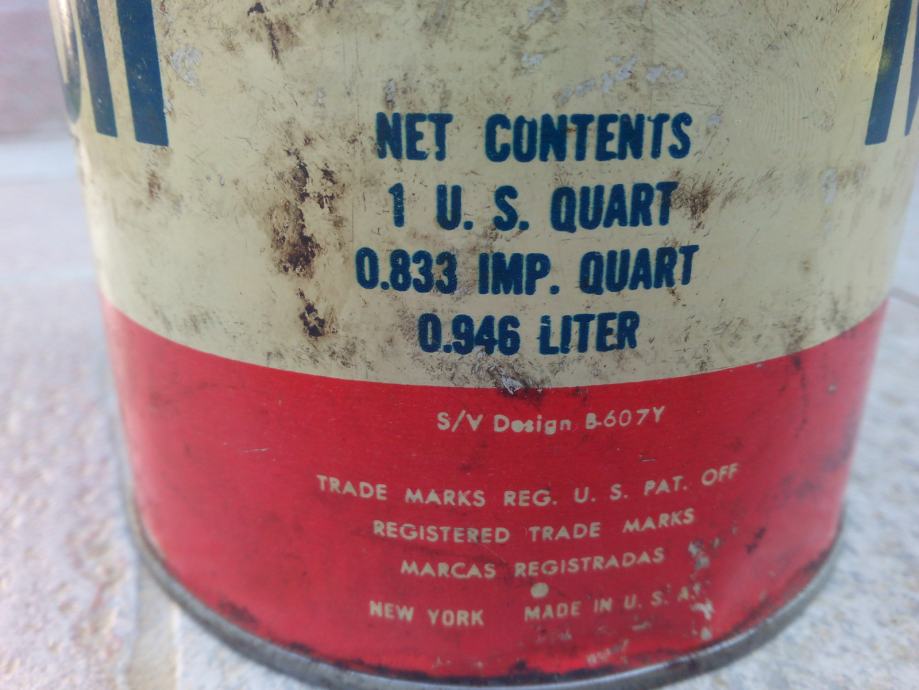 NET CONTENTS
1 U. S. QUART
0.833 IMP. QUART
0.946 LITER
S/V Design B-607Y
TRADE MARKS REG. U. S. PAT. OFF
REGISTERED TRADE MARKS
MARCAS REGISTRADAS
NEW YORK MADE IN U. S. A.